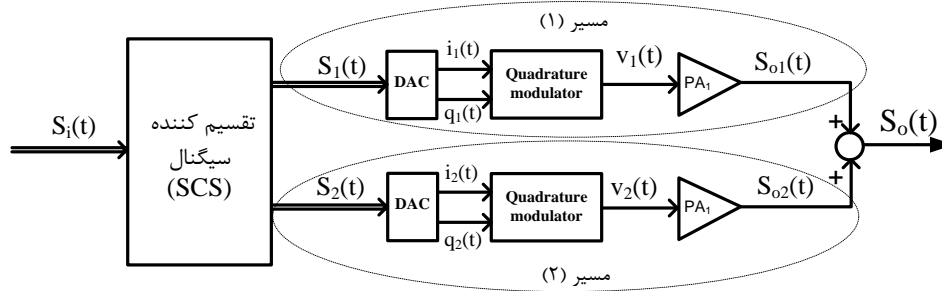 مسیر (۱)
S₁(t)
DAC
i₁(t)
q₁(t)
Quadrature
modulator
v₁(t)
PA₁
Sₒ₁(t)
Sᵢ(t)
تقسیم کننده
سیگنال
(SCS)
+
+
Sₒ(t)
S₂(t)
DAC
i₂(t)
q₂(t)
Quadrature
modulator
v₂(t)
PA₁
Sₒ₂(t)
مسیر (۲)